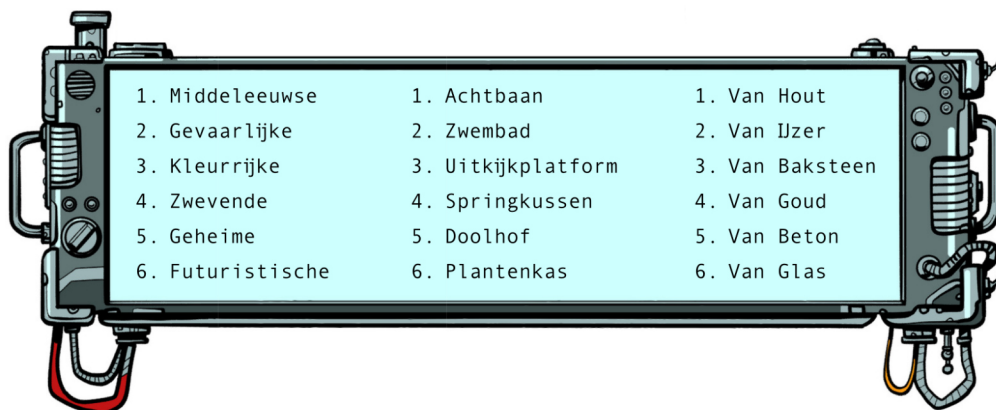 1. Middeleeuwse
2. Gevaarlijke
3. Kleurrijke
4. Zwevende
5. Geheime
6. Futuristische
1. Achtbaan
2. Zwembad
3. Uitkijkplatform
4. Springkussen
5. Doolhof
6. Plantenkas
1. Van Hout
2. Van IJzer
3. Van Baksteen
4. Van Goud
5. Van Beton
6. Van Glas